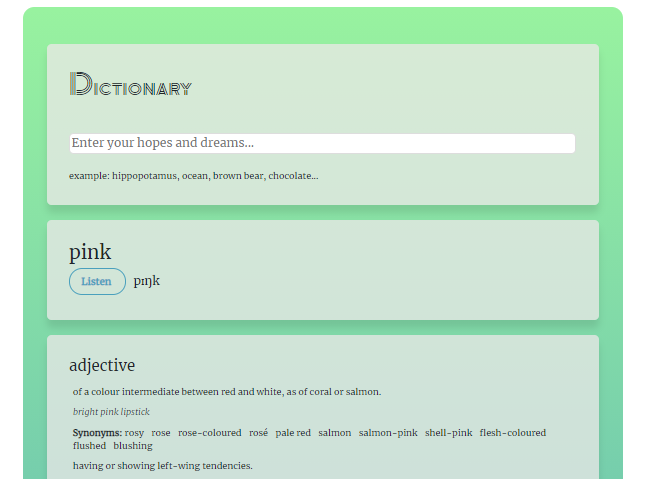 Dictionary
Enter your hopes and dreams...
example: hippopotamus, ocean, brown bear, chocolate...
pink
Listen pɪŋk
adjective
of a colour intermediate between red and white, as of coral or salmon.
bright pink lipstick
Synonyms: rosy rose rose-coloured rosé pale red salmon salmon-pink shell-pink flesh-coloured
flushed blushing
having or showing left-wing tendencies.